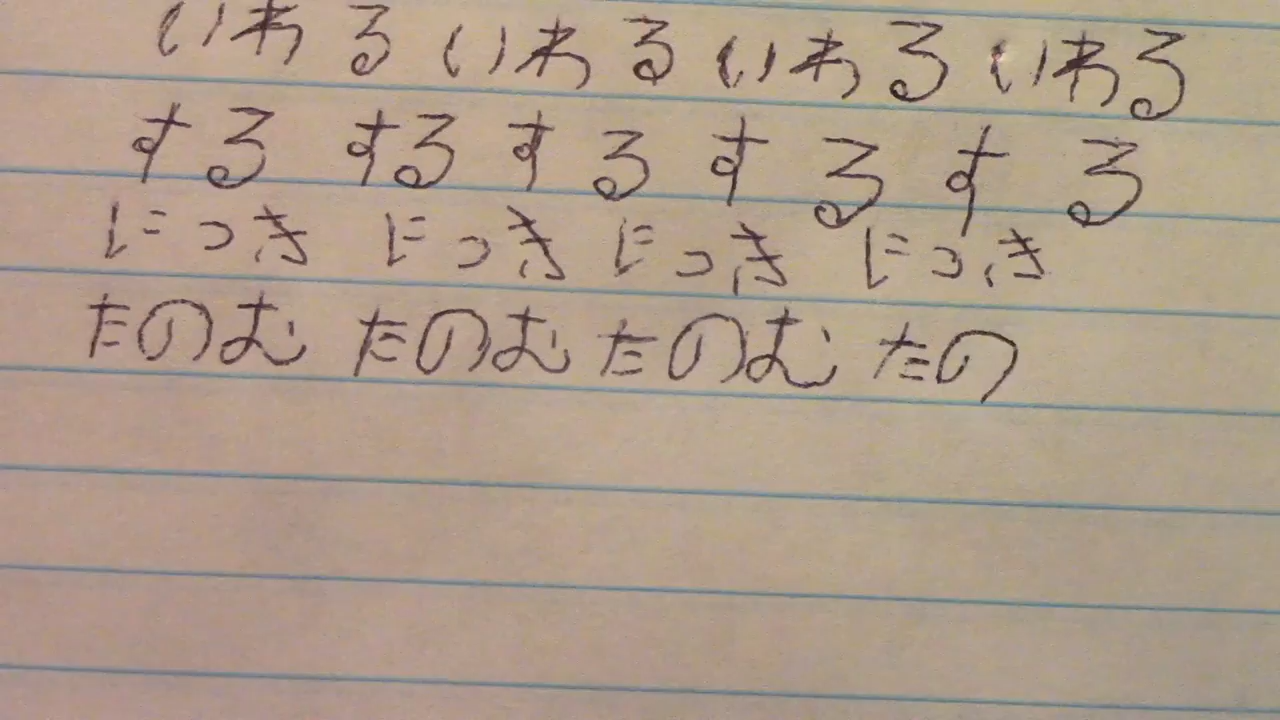 いわる いわる いわる いわる
する する する する する
にっき にっき にっき にっき
たのむ たのむ たのむ たの